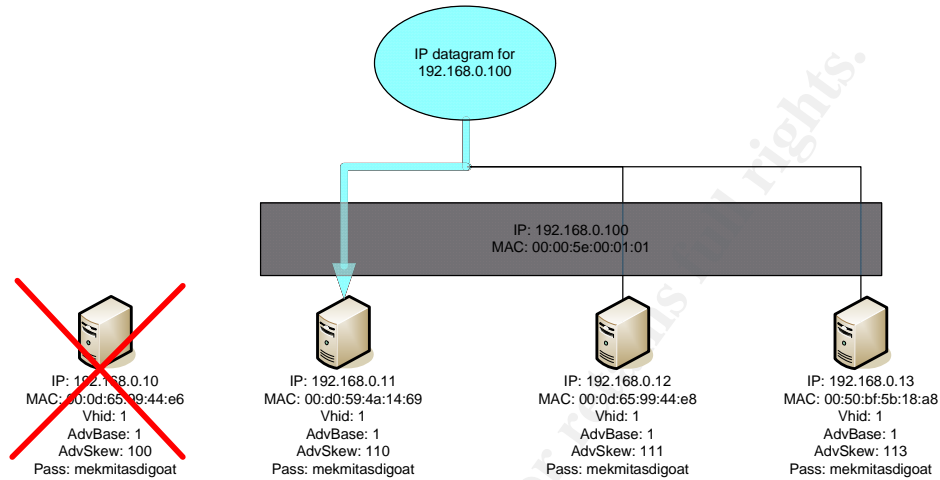 IP datagram for
192.168.0.100
IP: 192.168.0.100
MAC: 00:00:5e:00:01:01
IP: 192.168.0.10
MAC: 00:0d:65:99:44:e6
Vhid: 1
AdvBase: 1
AdvSkew: 100
Pass: mekmitasdigoat
IP: 192.168.0.11
MAC: 00:d0:59:4a:14:69
Vhid: 1
AdvBase: 1
AdvSkew: 110
Pass: mekmitasdigoat
IP: 192.168.0.12
MAC: 00:0d:65:99:44:e8
Vhid: 1
AdvBase: 1
AdvSkew: 111
Pass: mekmitasdigoat
IP: 192.168.0.13
MAC: 00:50:bf:5b:18:a8
Vhid: 1
AdvBase: 1
AdvSkew: 113
Pass: mekmitasdigoat
full rights.